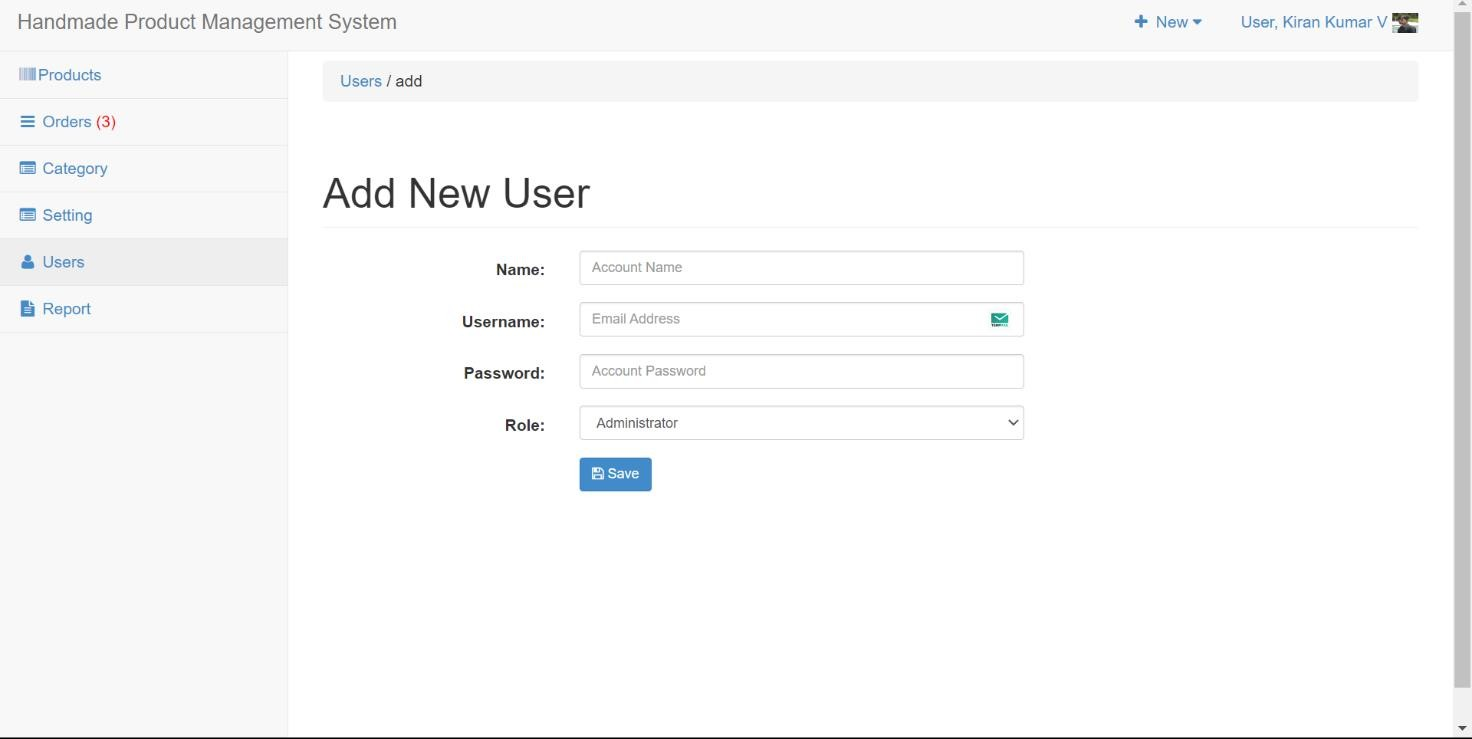 Handmade Product Management System
New
User, Kiran Kumar V
Products
Orders (3)
Category
Setting
Users
Report
Users / add
Add New User
Name:
Account Name
Username:
Email Address
Password:
Account Password
Role:
Administrator
Save